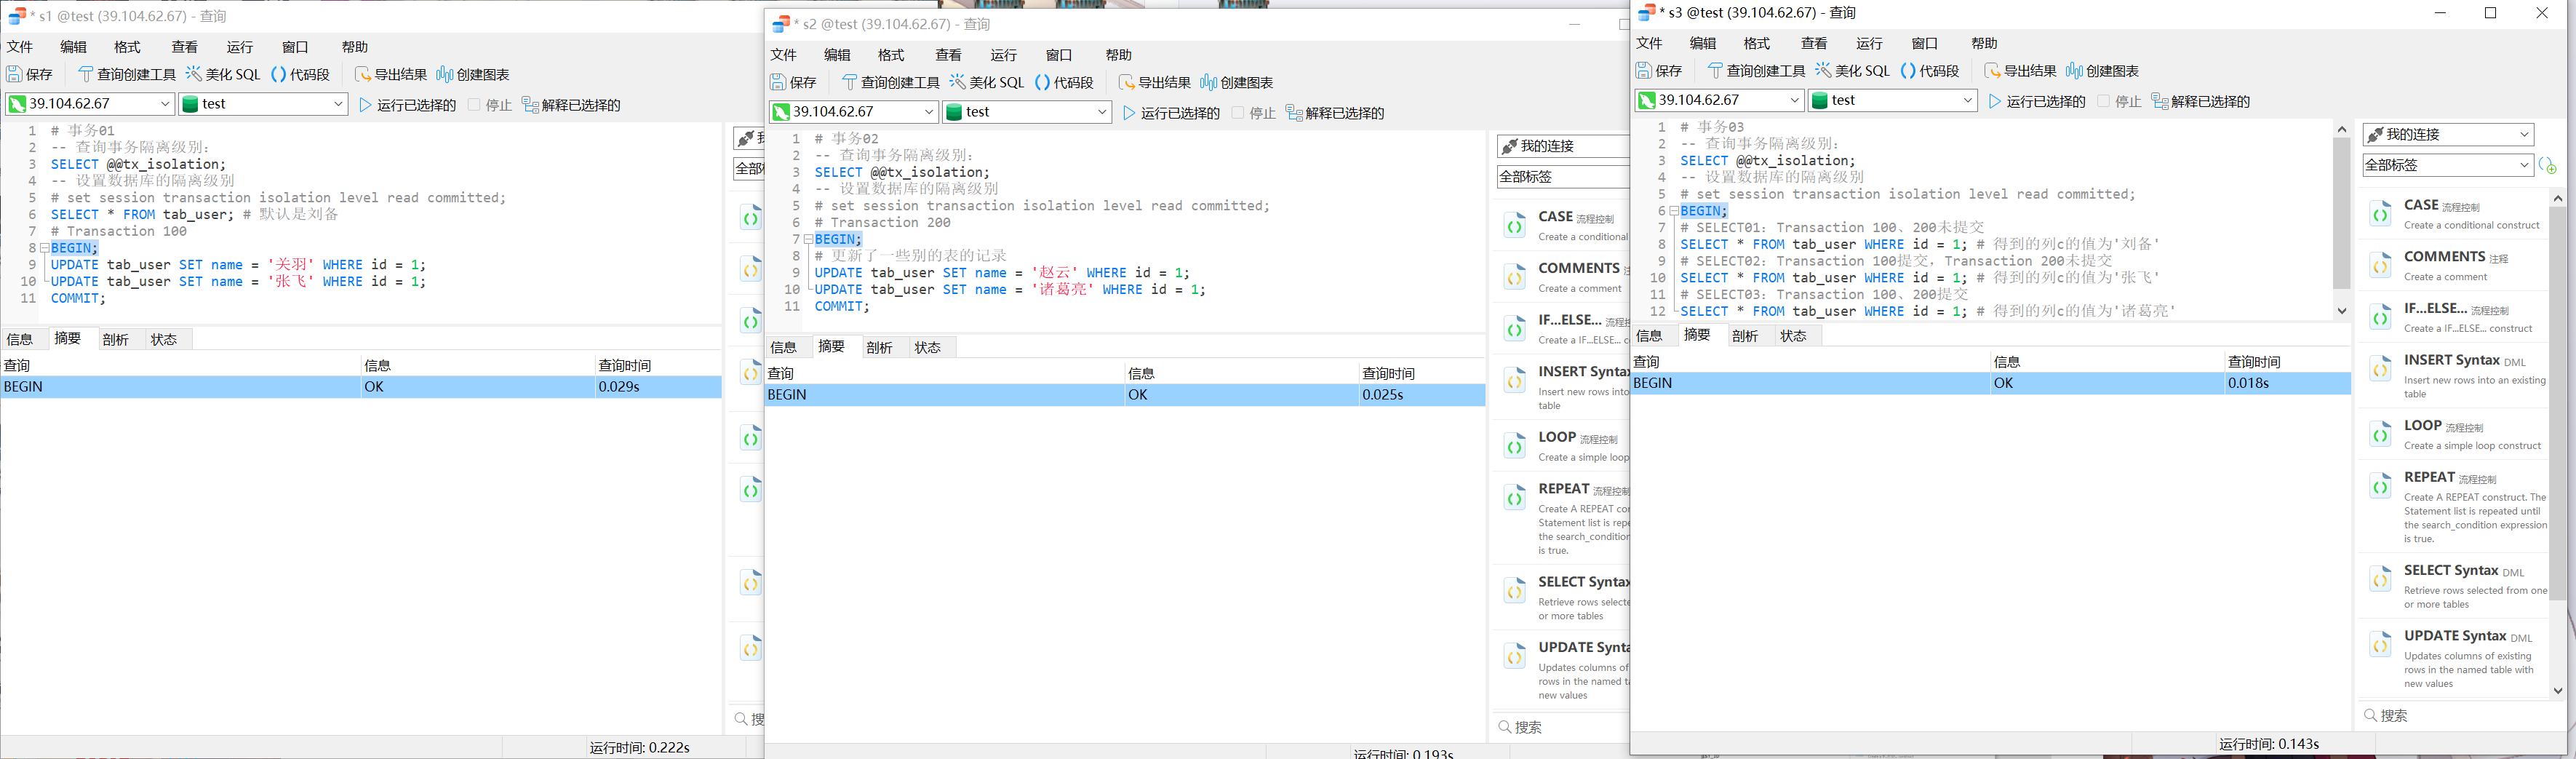 * s1 @test (39.104.62.67) - 查询
文件 编辑 格式 查看 运行 窗口 帮助
保存 查询创建工具 美化 SQL 代码段 导出结果 创建图表
39.104.62.67 test 运行已选择的 停止 解释已选择的
1 # 事务01
2 -- 查询事务隔离级别：
3 SELECT @@tx_isolation;
4 -- 设置数据库的隔离级别
5 # set session transaction isolation level read committed;
6 SELECT * FROM tab_user; # 默认是刘备
7 # Transaction 100
8 BEGIN;
9 UPDATE tab_user SET name = '关羽' WHERE id = 1;
10 UPDATE tab_user SET name = '张飞' WHERE id = 1;
11 COMMIT;
信息 摘要 剖析 状态
查询 信息 查询时间
BEGIN OK 0.029s
全部标
搜
运行时间: 0.222s
* s2 @test (39.104.62.67) - 查询
文件 编辑 格式 查看 运行 窗口 帮助
保存 查询创建工具 美化 SQL 代码段 导出结果 创建图表
39.104.62.67 test 运行已选择的 停止 解释已选择的
1 # 事务02
2 -- 查询事务隔离级别：
3 SELECT @@tx_isolation;
4 -- 设置数据库的隔离级别
5 # set session transaction isolation level read committed;
6 # Transaction 200
7 BEGIN;
8 # 更新了一些别的表的记录
9 UPDATE tab_user SET name = '赵云' WHERE id = 1;
10 UPDATE tab_user SET name = '诸葛亮' WHERE id = 1;
11 COMMIT;
信息 摘要 剖析 状态
查询 信息 查询时间
BEGIN OK 0.025s
我的连接
全部标签
CASE 流程控制
Create a conditional
COMMENTS 注释
Create a comment
IF...ELSE... 流程控
Create a IF...ELSE... c
INSERT Syntax
Insert new rows into
table
LOOP 流程控制
Create a simple loop
REPEAT 流程控制
Create A REPEAT con
Statement list is repe
the search_condition
is true.
SELECT Syntax
Retrieve rows selecte
or more tables
UPDATE Synta
Updates columns of
rows in the named ta
new values
搜索
运行时间: 0.193s
* s3 @test (39.104.62.67) - 查询
文件 编辑 格式 查看 运行 窗口 帮助
保存 查询创建工具 美化 SQL 代码段 导出结果 创建图表
39.104.62.67 test 运行已选择的 停止 解释已选择的
1 # 事务03
2 -- 查询事务隔离级别：
3 SELECT @@tx_isolation;
4 -- 设置数据库的隔离级别
5 # set session transaction isolation level read committed;
6 BEGIN;
7 # SELECT01：Transaction 100、200未提交
8 SELECT * FROM tab_user WHERE id = 1; # 得到的列c的值为'刘备'
9 # SELECT02：Transaction 100提交，Transaction 200未提交
10 SELECT * FROM tab_user WHERE id = 1; # 得到的列c的值为'张飞'
11 # SELECT03：Transaction 100、200提交
12 SELECT * FROM tab_user WHERE id = 1; # 得到的列c的值为'诸葛亮'
信息 摘要 剖析 状态
查询 信息 查询时间
BEGIN OK 0.018s
我的连接
全部标签
CASE 流程控制
Create a conditional construct
COMMENTS 注释
Create a comment
IF...ELSE... 流程控制
Create a IF...ELSE... construct
INSERT Syntax DML
Insert new rows into an existing
table
LOOP 流程控制
Create a simple loop construct
REPEAT 流程控制
Create A REPEAT construct. The
Statement list is repeated until
the search_condition expression
is true.
SELECT Syntax DML
Retrieve rows selected from one
or more tables
UPDATE Syntax DML
Updates columns of existing
rows in the named table with
new values
搜索
运行时间: 0.143s